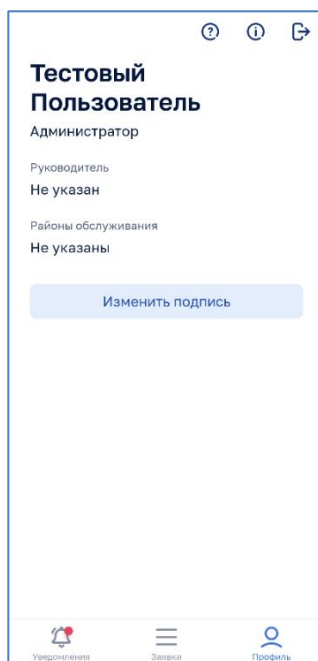 Тестовый
Пользователь
Администратор
Руководитель
Не указан
Районы обслуживания
Не указаны
Изменить подпись
Уведомления
Заявки
Профиль